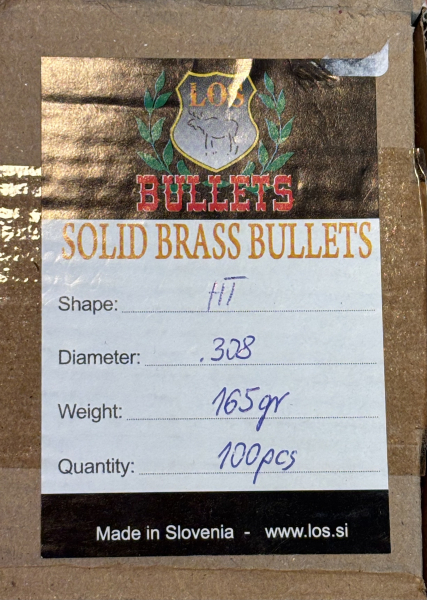 LOS
BULLETS
SOLID BRASS BULLETS
Shape: HT
Diameter: .308
Weight: 165gr
Quantity: 100pcs
Made in Slovenia - www.los.si